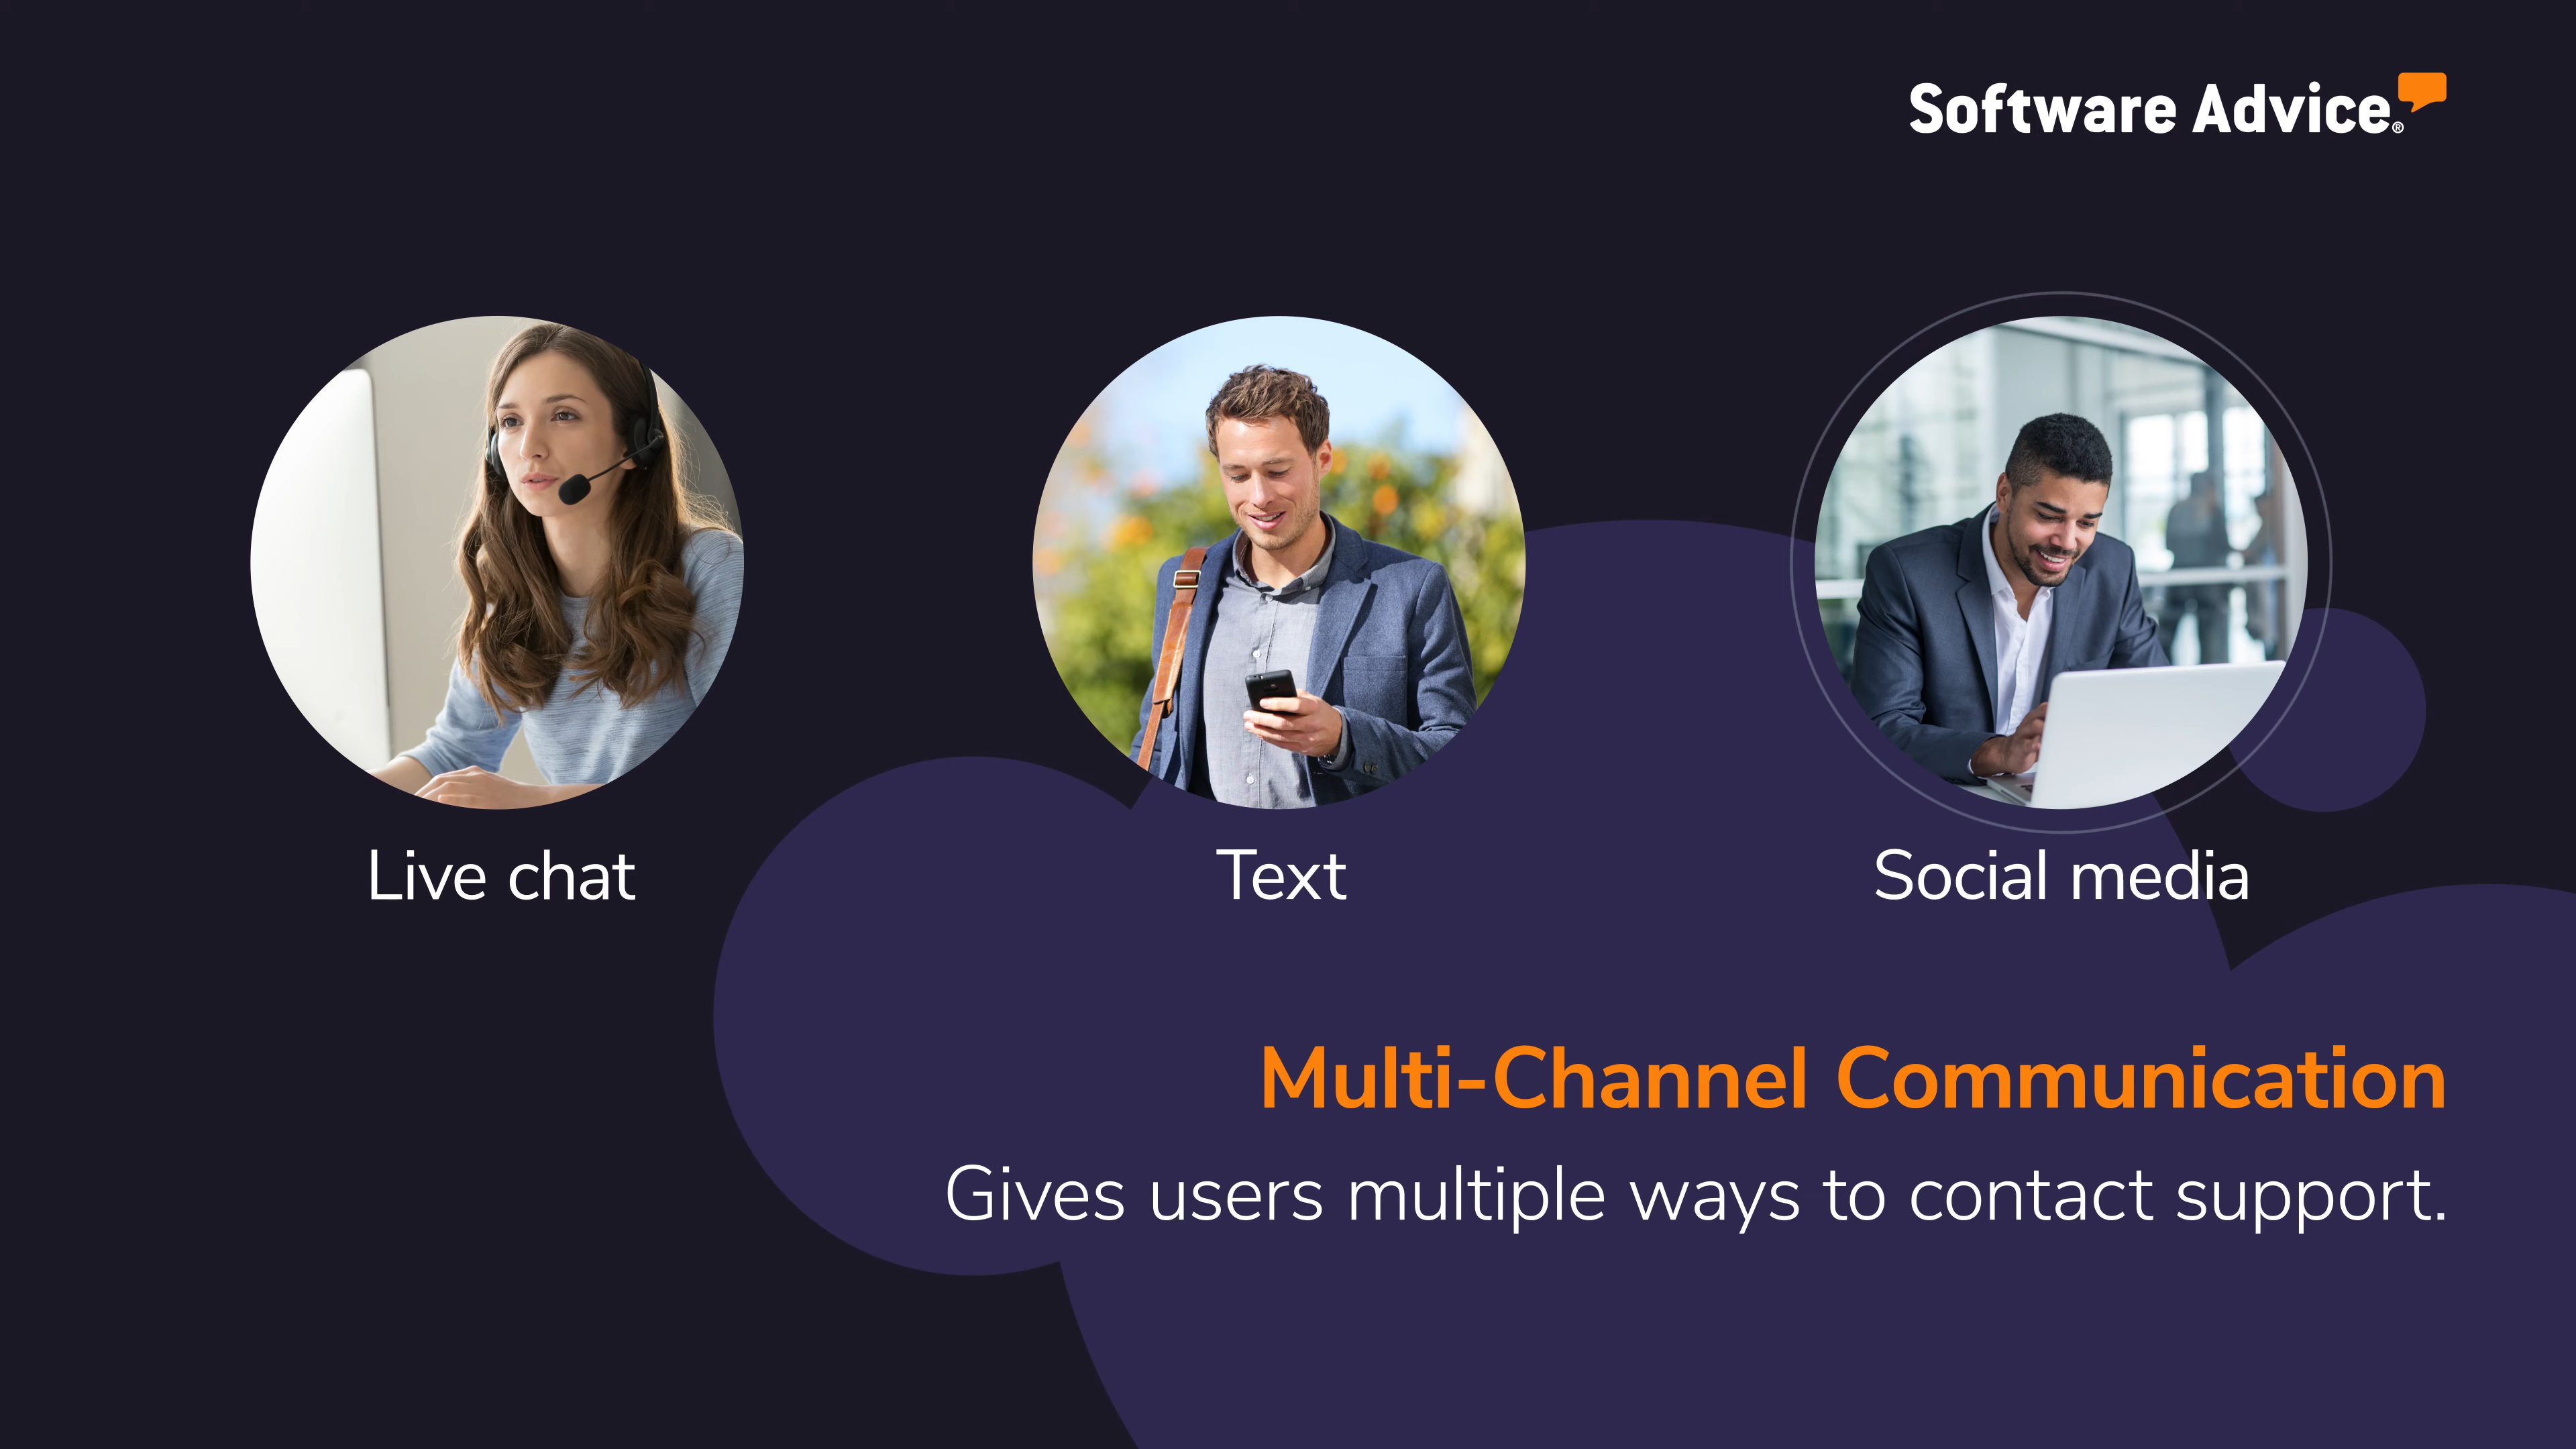 Software Advice®
Live chat
Text
Social media
Multi-Channel Communication
Gives users multiple ways to contact support.